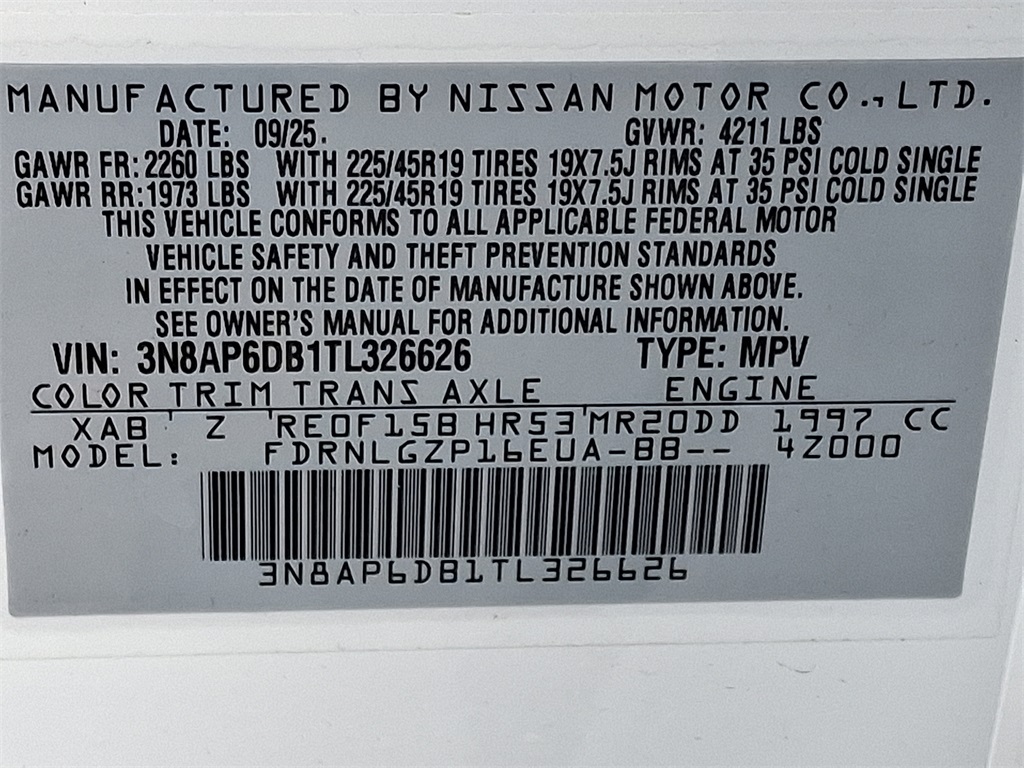 MANUFACTURED BY NISSAN MOTOR CO., LTD.
DATE: 09/25. GVWR: 4211 LBS
GAWR FR: 2260 LBS WITH 225/45R19 TIRES 19X7.5J RIMS AT 35 PSI COLD SINGLE
GAWR RR: 1973 LBS WITH 225/45R19 TIRES 19X7.5J RIMS AT 35 PSI COLD SINGLE
THIS VEHICLE CONFORMS TO ALL APPLICABLE FEDERAL MOTOR
VEHICLE SAFETY AND THEFT PREVENTION STANDARDS
IN EFFECT ON THE DATE OF MANUFACTURE SHOWN ABOVE.
SEE OWNER'S MANUAL FOR ADDITIONAL INFORMATION.
VIN: 3N8AP6DB1TL326626 TYPE: MPV
COLOR TRIM TRANS AXLE ENGINE
XAB Z RE0F15B HR53 MR20DD 1997 CC
MODEL: FDRNLGZP16EUA-BB-- 42000
3N8AP6DB1TL326626